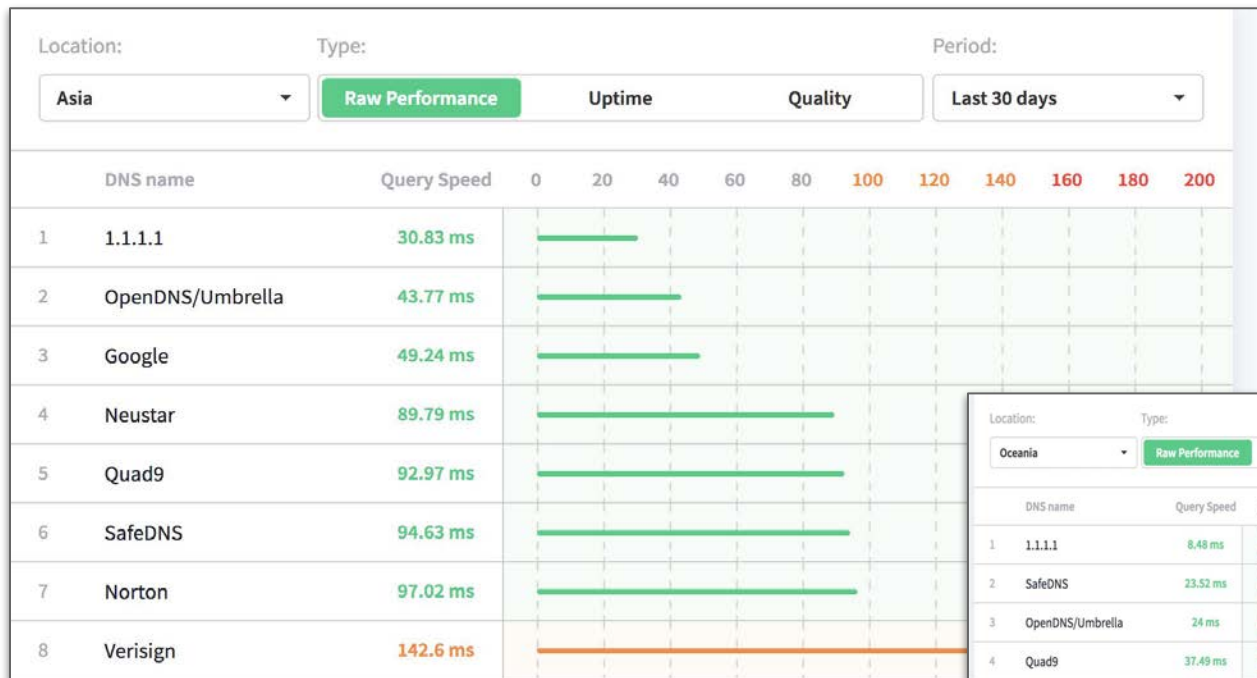 Location: Type: Period:
Asia Raw Performance Uptime Quality Last 30 days
DNS name Query Speed 0 20 40 60 80 100 120 140 160 180 200
1 1.1.1.1 30.83 ms
2 OpenDNS/Umbrella 43.77 ms
3 Google 49.24 ms
4 Neustar 89.79 ms
5 Quad9 92.97 ms
6 SafeDNS 94.63 ms
7 Norton 97.02 ms
8 Verisign 142.6 ms
Location: Type:
Oceania Raw Performance
DNS name Query Speed
1 1.1.1.1 8.48 ms
2 SafeDNS 23.52 ms
3 OpenDNS/Umbrella 24 ms
4 Quad9 37.49 ms